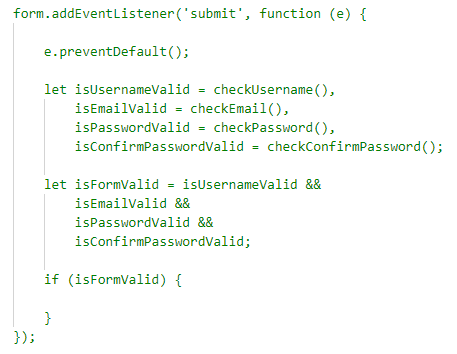 form.addEventListener('submit', function (e) {
e.preventDefault();
let isUsernameValid = checkUsername(),
isEmailValid = checkEmail(),
isPasswordValid = checkPassword(),
isConfirmPasswordValid = checkConfirmPassword();
let isFormValid = isUsernameValid &&
isEmailValid &&
isPasswordValid &&
isConfirmPasswordValid;
if (isFormValid) {
}
});